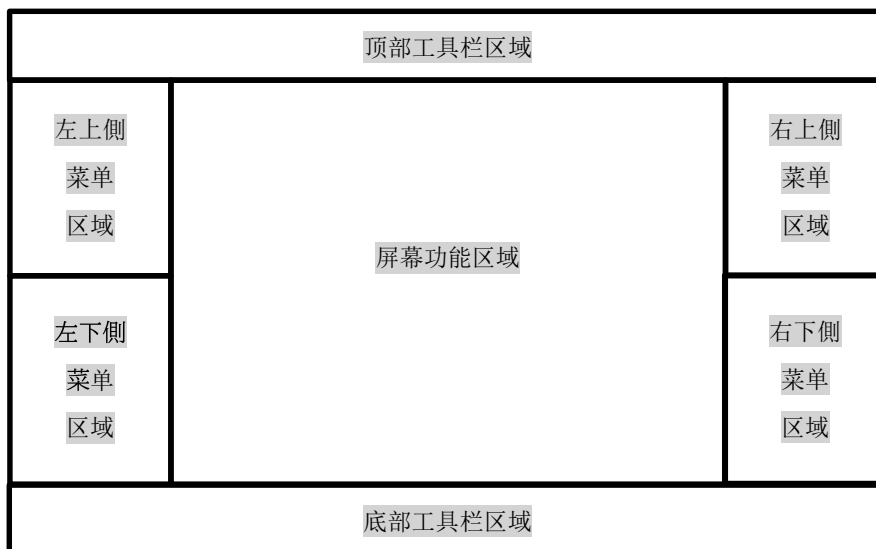 顶部工具栏区域
左上侧
菜单
区域
右上侧
菜单
区域
屏幕功能区域
左下侧
菜单
区域
右下侧
菜单
区域
底部工具栏区域